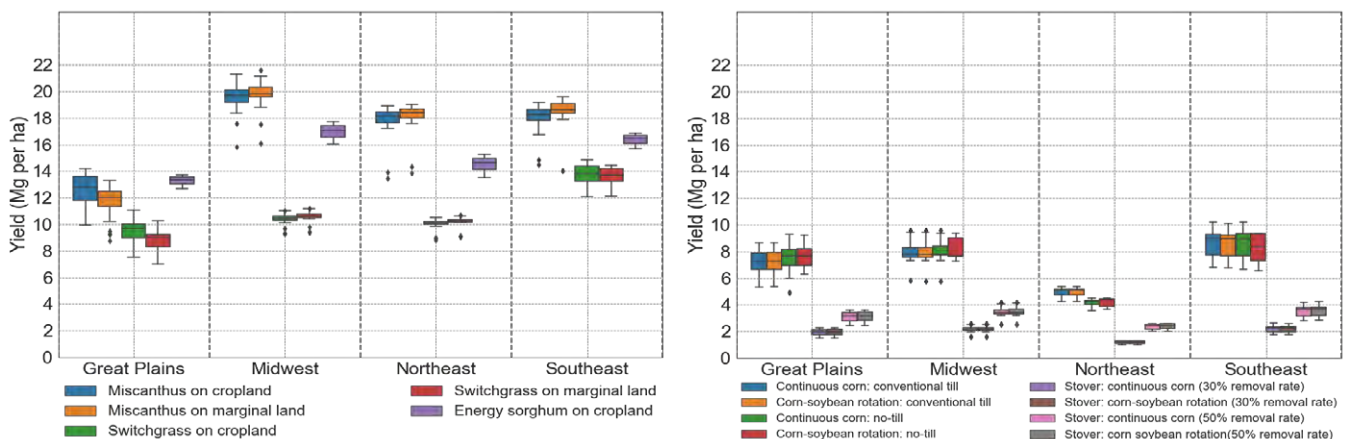 Yield (Mg per ha)
22
20
18
16
14
12
10
8
6
4
2
0
Great Plains Midwest Northeast Southeast
Miscanthus on cropland
Miscanthus on marginal land
Switchgrass on cropland
Switchgrass on marginal land
Energy sorghum on cropland
Yield (Mg per ha)
22
20
18
16
14
12
10
8
6
4
2
0
Great Plains Midwest Northeast Southeast
Continuous corn: conventional till
Corn-soybean rotation: conventional till
Continuous corn: no-till
Corn-soybean rotation: no-till
Stover: continuous corn (30% removal rate)
Stover: corn-soybean rotation (30% removal rate)
Stover: continuous corn (50% removal rate)
Stover: corn soybean rotation(50% removal rate)